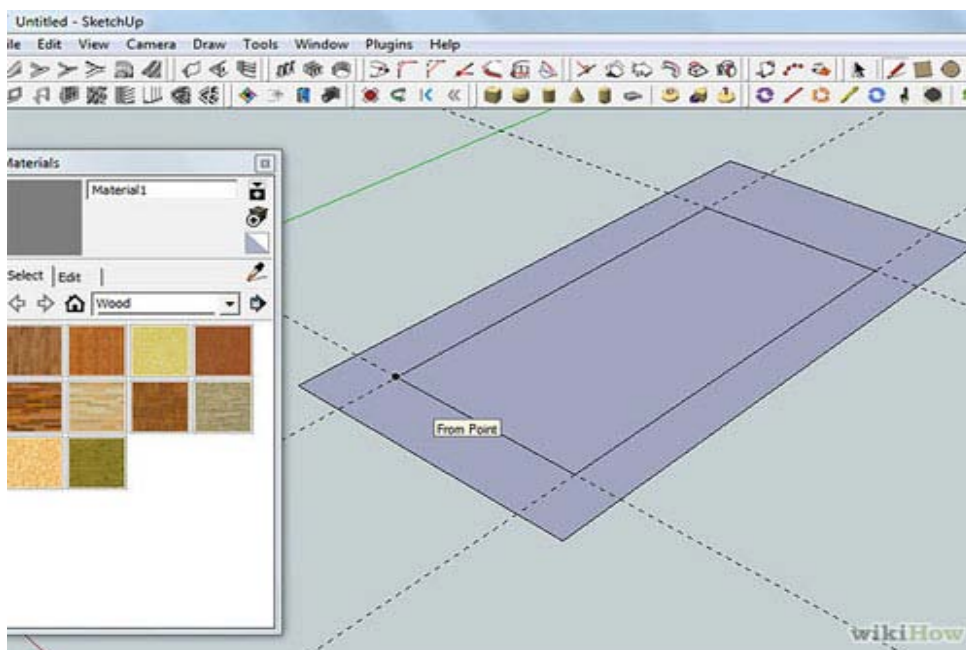 Untitled - SketchUp
ile Edit View Camera Draw Tools Window Plugins Help
Materials
Material1
Select Edit
Wood
From Point
wikiHow